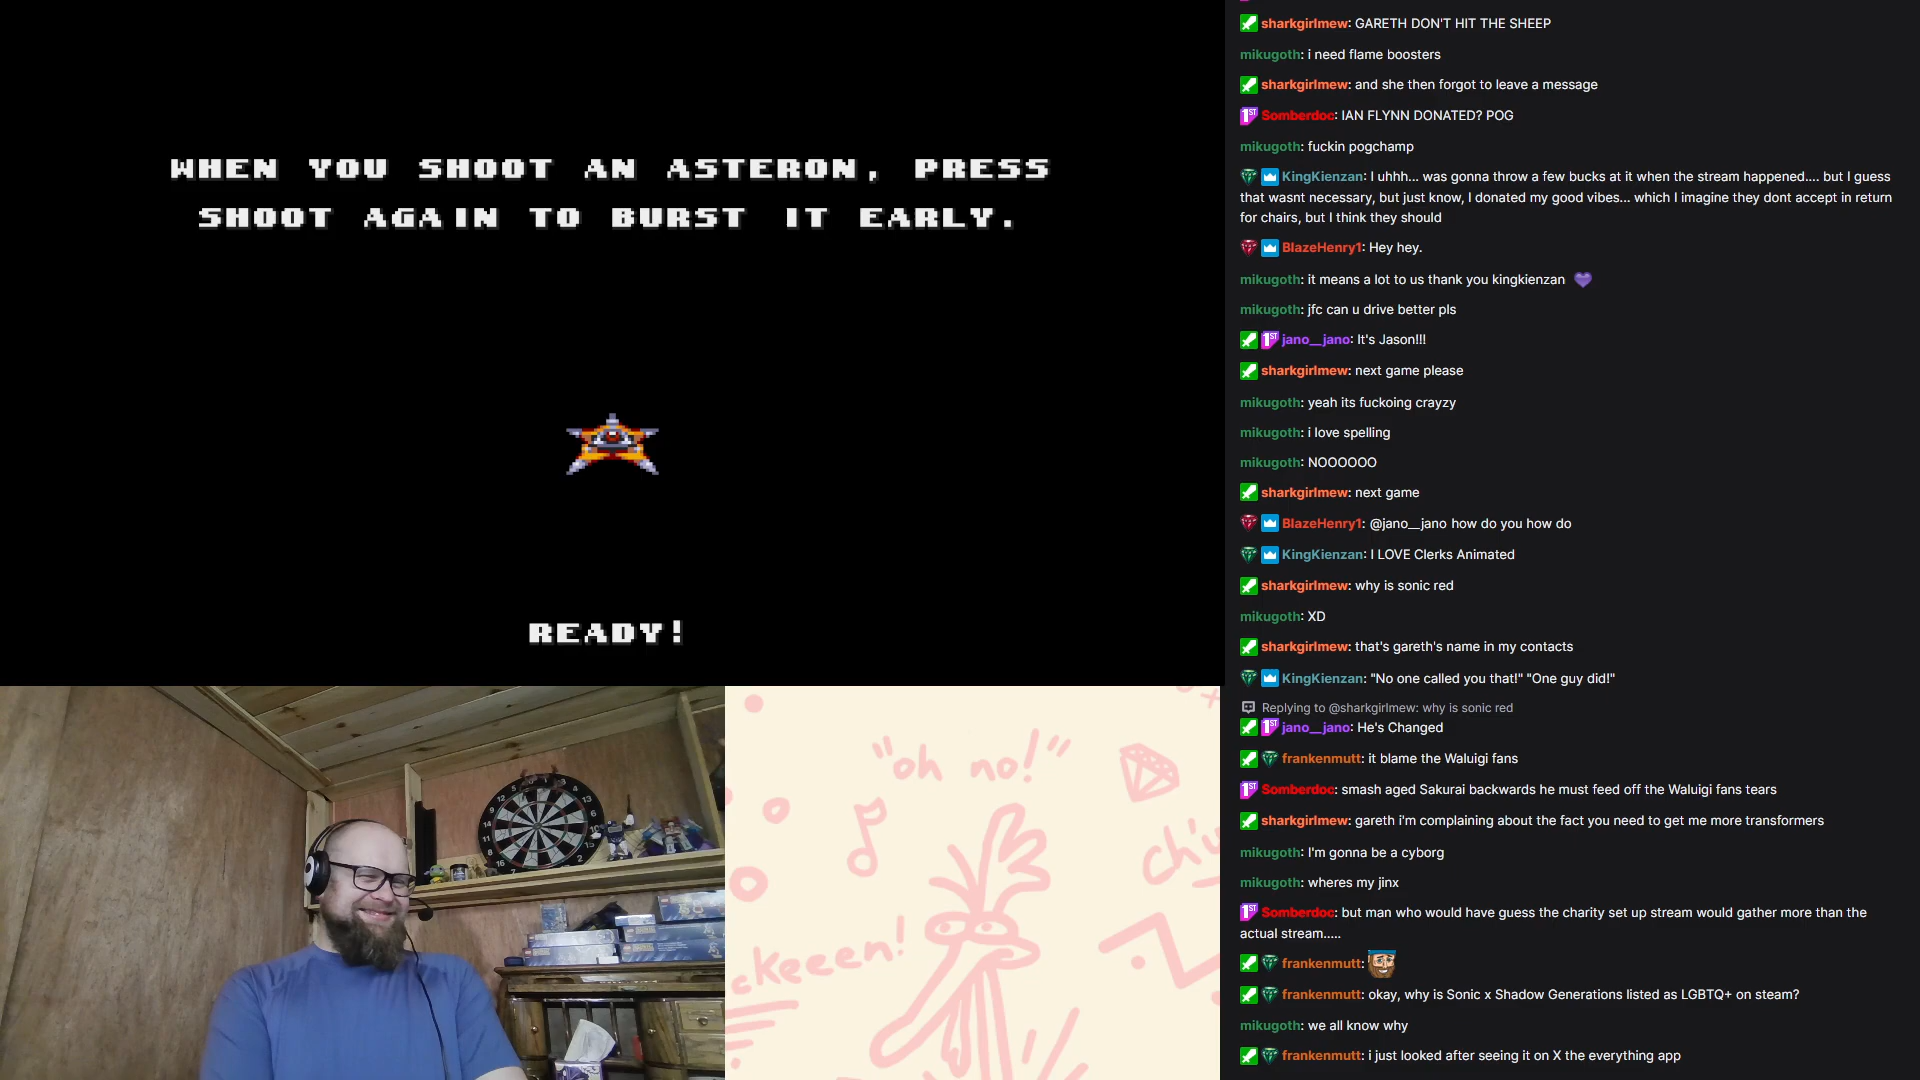 WHEN YOU SHOOT AN ASTERON, PRESS
SHOOT AGAIN TO BURST IT EARLY.
READY!
"oh no!"
ckeeen!
sharkgirlmew: GARETH DON'T HIT THE SHEEP
mikugoth: i need flame boosters
sharkgirlmew: and she then forgot to leave a message
Somberdoc: IAN FLYNN DONATED? POG
mikugoth: fuckin pogchamp
KingKienzan: I uhhh... was gonna throw a few bucks at it when the stream happened.... but I guess
that wasnt necessary, but just know, I donated my good vibes... which I imagine they dont accept in return
for chairs, but I think they should
BlazeHenry1: Hey hey.
mikugoth: it means a lot to us thank you kingkienzan
mikugoth: jfc can u drive better pls
jano__jano: It's Jason!!!
sharkgirlmew: next game please
mikugoth: yeah its fuckoing crayzy
mikugoth: i love spelling
mikugoth: NOOOOOO
sharkgirlmew: next game
BlazeHenry1: @jano__jano how do you how do
KingKienzan: I LOVE Clerks Animated
sharkgirlmew: why is sonic red
mikugoth: XD
sharkgirlmew: that's gareth's name in my contacts
KingKienzan: "No one called you that!" "One guy did!"
Replying to @sharkgirlmew: why is sonic red
jano__jano: He's Changed
frankenmutt: it blame the Waluigi fans
Somberdoc: smash aged Sakurai backwards he must feed off the Waluigi fans tears
sharkgirlmew: gareth i'm complaining about the fact you need to get me more transformers
mikugoth: I'm gonna be a cyborg
mikugoth: wheres my jinx
Somberdoc: but man who would have guess the charity set up stream would gather more than the
actual stream.....
frankenmutt:
frankenmutt: okay, why is Sonic x Shadow Generations listed as LGBTQ+ on steam?
mikugoth: we all know why
frankenmutt: i just looked after seeing it on X the everything app